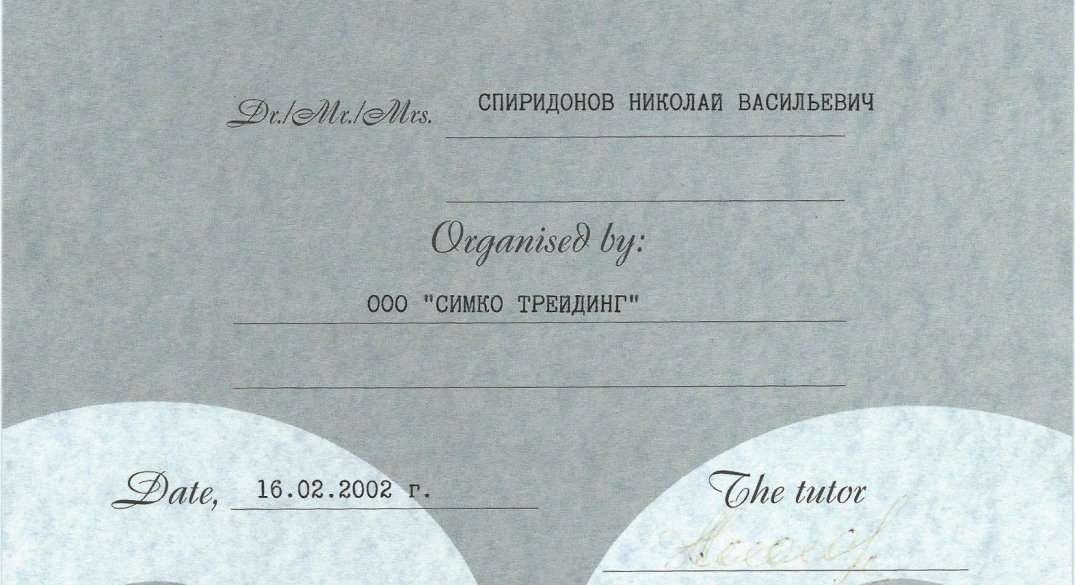 Dr./Mr./Mrs. СПИРИДОНОВ НИКОЛАЙ ВАСИЛЬЕВИЧ
Organised by:
ООО "СИМКО ТРЕЙДИНГ"
Date, 16.02.2002 г. The tutor